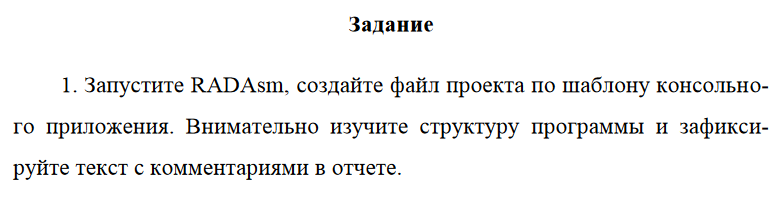 Задание
1. Запустите RADAsm, создайте файл проекта по шаблону консольно-
го приложения. Внимательно изучите структуру программы и зафикси-
руйте текст с комментариями в отчете.